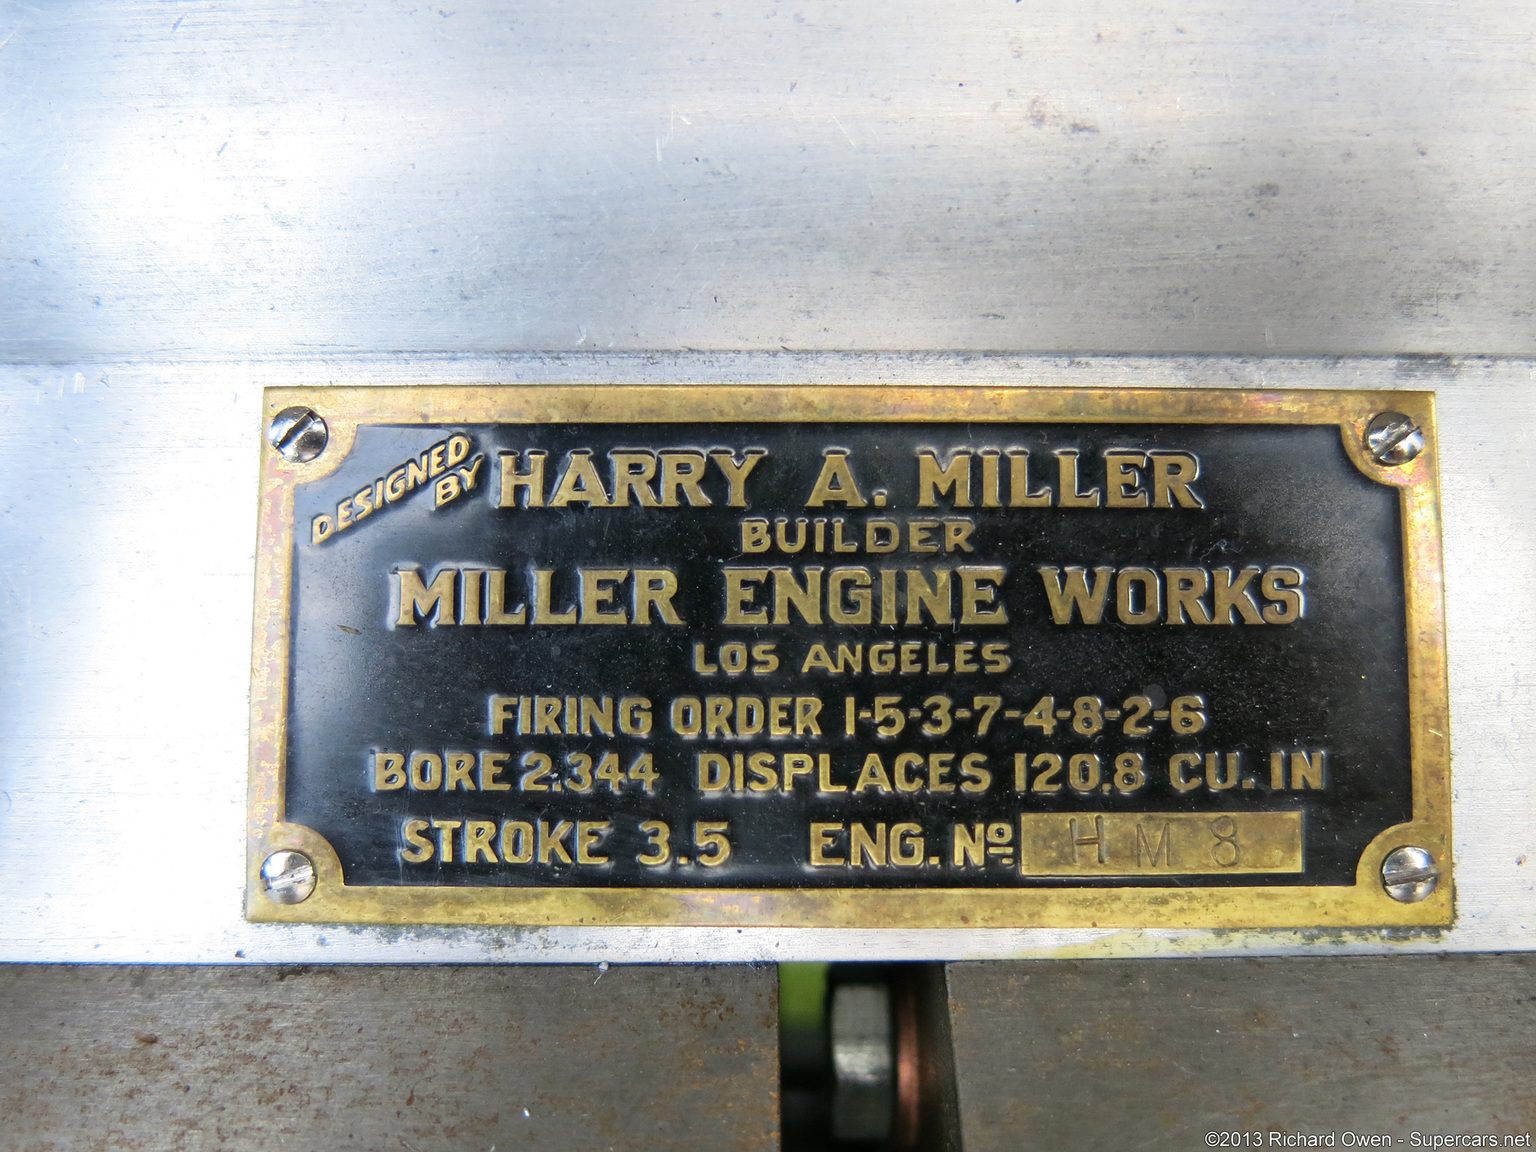 DESIGNED BY HARRY A. MILLER
BUILDER
MILLER ENGINE WORKS
LOS ANGELES
FIRING ORDER 1-5-3-7-4-8-2-6
BORE 2.344 DISPLACES 120.8 CU. IN
STROKE 3.5 ENG. Nº HM8
©2013 Richard Owen - Supercars.net